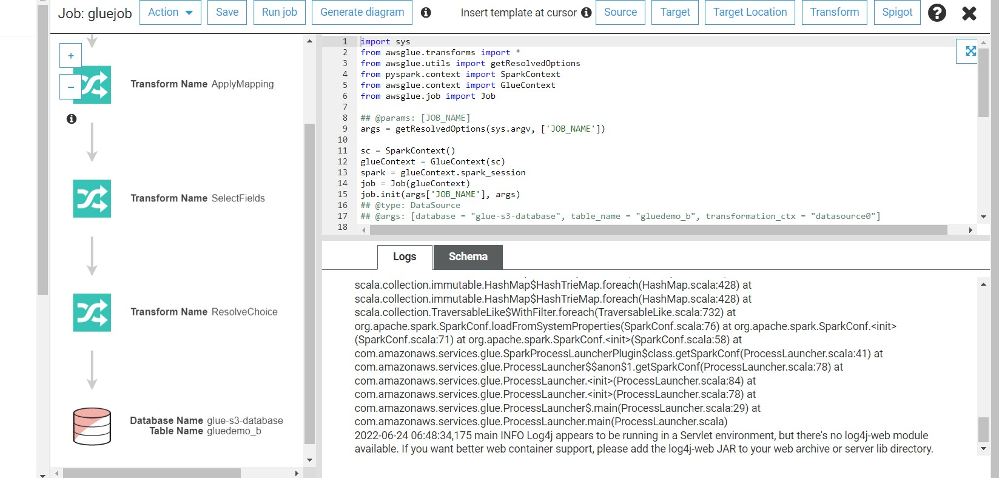 Job: gluejob Action Save Run job Generate diagram Insert template at cursor Source Target Target Location Transform Spigot
Transform Name ApplyMapping
Transform Name SelectFields
Transform Name ResolveChoice
Database Name glue-s3-database
Table Name gluedemo_b
1 import sys
2 from awsglue.transforms import *
3 from awsglue.utils import getResolvedOptions
4 from pyspark.context import SparkContext
5 from awsglue.context import GlueContext
6 from awsglue.job import Job
7
8 ## @params: [JOB_NAME]
9 args = getResolvedOptions(sys.argv, ['JOB_NAME'])
10
11 sc = SparkContext()
12 glueContext = GlueContext(sc)
13 spark = glueContext.spark_session
14 job = Job(glueContext)
15 job.init(args['JOB_NAME'], args)
16 ## @type: DataSource
17 ## @args: [database = "glue-s3-database", table_name = "gluedemo_b", transformation_ctx = "datasource0"]
18
Logs Schema
scala.collection.immutable.HashMap$HashTrieMap.foreach(HashMap.scala:428) at
scala.collection.immutable.HashMap$HashTrieMap.foreach(HashMap.scala:428) at
scala.collection.TraversableLike$WithFilter.foreach(TraversableLike.scala:732) at
org.apache.spark.SparkConf.loadFromSystemProperties(SparkConf.scala:76) at org.apache.spark.SparkConf.<init>
(SparkConf.scala:71) at org.apache.spark.SparkConf.<init>(SparkConf.scala:58) at
com.amazonaws.services.glue.SparkProcessLauncherPlugin$class.getSparkConf(ProcessLauncher.scala:41) at
com.amazonaws.services.glue.ProcessLauncher$$anon$1.getSparkConf(ProcessLauncher.scala:78) at
com.amazonaws.services.glue.ProcessLauncher.<init>(ProcessLauncher.scala:84) at
com.amazonaws.services.glue.ProcessLauncher.<init>(ProcessLauncher.scala:78) at
com.amazonaws.services.glue.ProcessLauncher$.main(ProcessLauncher.scala:29) at
com.amazonaws.services.glue.ProcessLauncher.main(ProcessLauncher.scala)
2022-06-24 06:48:34,175 main INFO Log4j appears to be running in a Servlet environment, but there's no log4j-web module
available. If you want better web container support, please add the log4j-web JAR to your web archive or server lib directory.